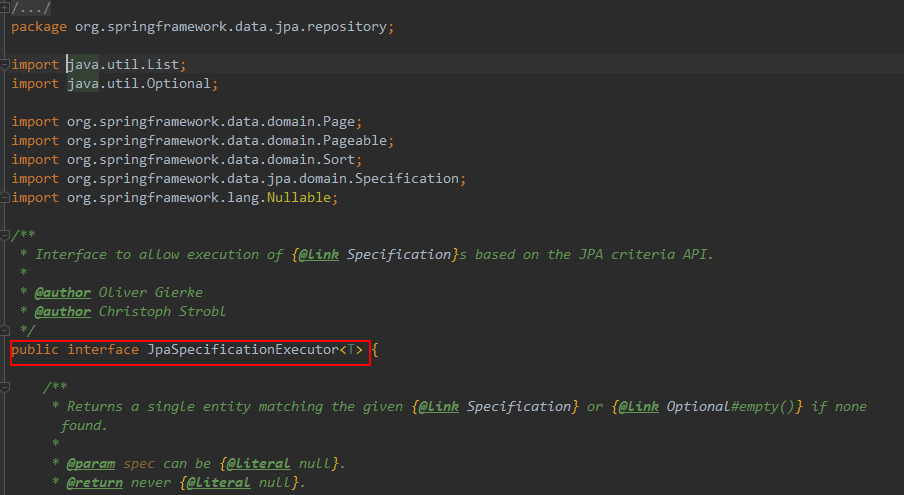 /.../
package org.springframework.data.jpa.repository;
import java.util.List;
import java.util.Optional;
import org.springframework.data.domain.Page;
import org.springframework.data.domain.Pageable;
import org.springframework.data.domain.Sort;
import org.springframework.data.jpa.domain.Specification;
import org.springframework.lang.Nullable;
/**
* Interface to allow execution of {@link Specification}s based on the JPA criteria API.
*
* @author Oliver Gierke
* @author Christoph Strobl
*/
public interface JpaSpecificationExecutor<T> {
/**
* Returns a single entity matching the given {@link Specification} or {@link Optional#empty()} if none
found.
*
* @param spec can be {@literal null}.
* @return never {@literal null}.